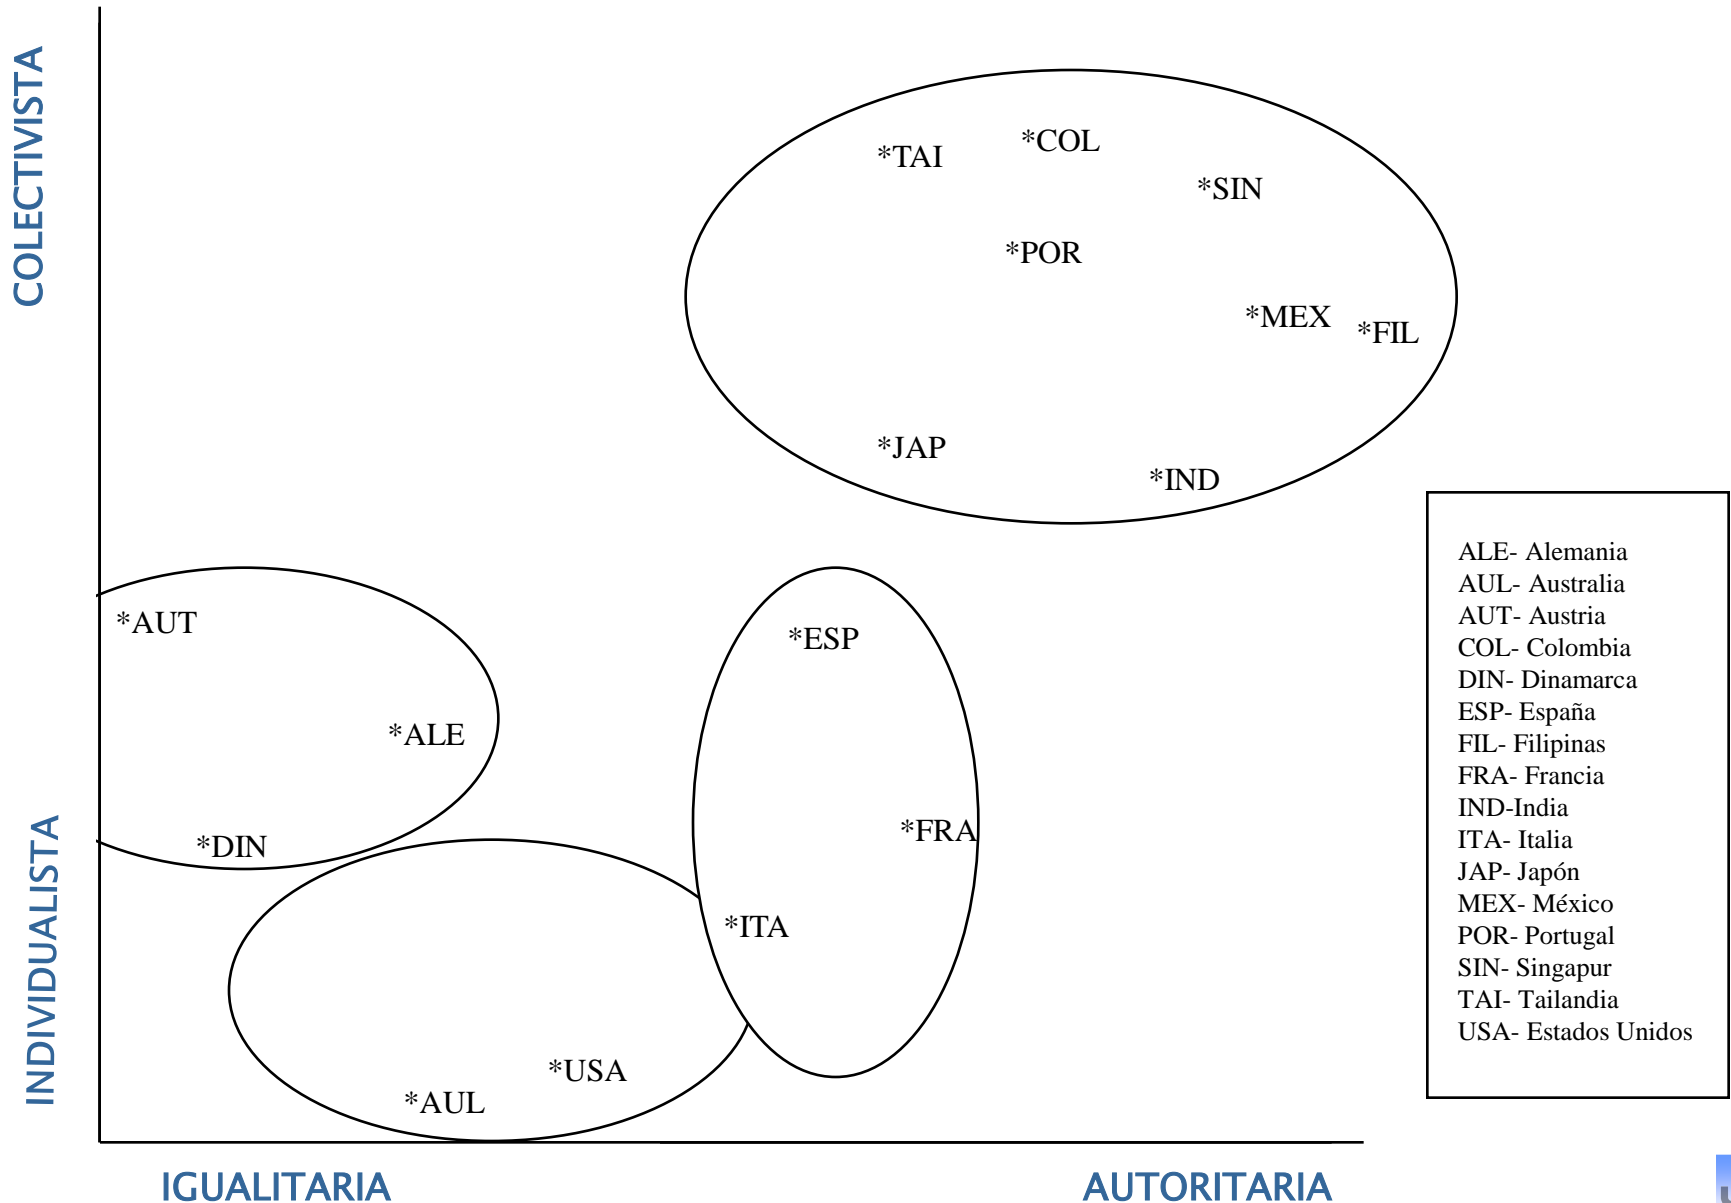 COLECTIVISTA
*COL
*TAI
*SIN
*POR
*MEX
*FIL
*JAP
*IND
*AUT
*ESP
*ALE
*FRA
*DIN
*ITA
*USA
*AUL
INDIVIDUALISTA
IGUALITARIA
AUTORITARIA
ALE- Alemania
AUL- Australia
AUT- Austria
COL- Colombia
DIN- Dinamarca
ESP- España
FIL- Filipinas
FRA- Francia
IND-India
ITA- Italia
JAP- Japón
MEX- México
POR- Portugal
SIN- Singapur
TAI- Tailandia
USA- Estados Unidos